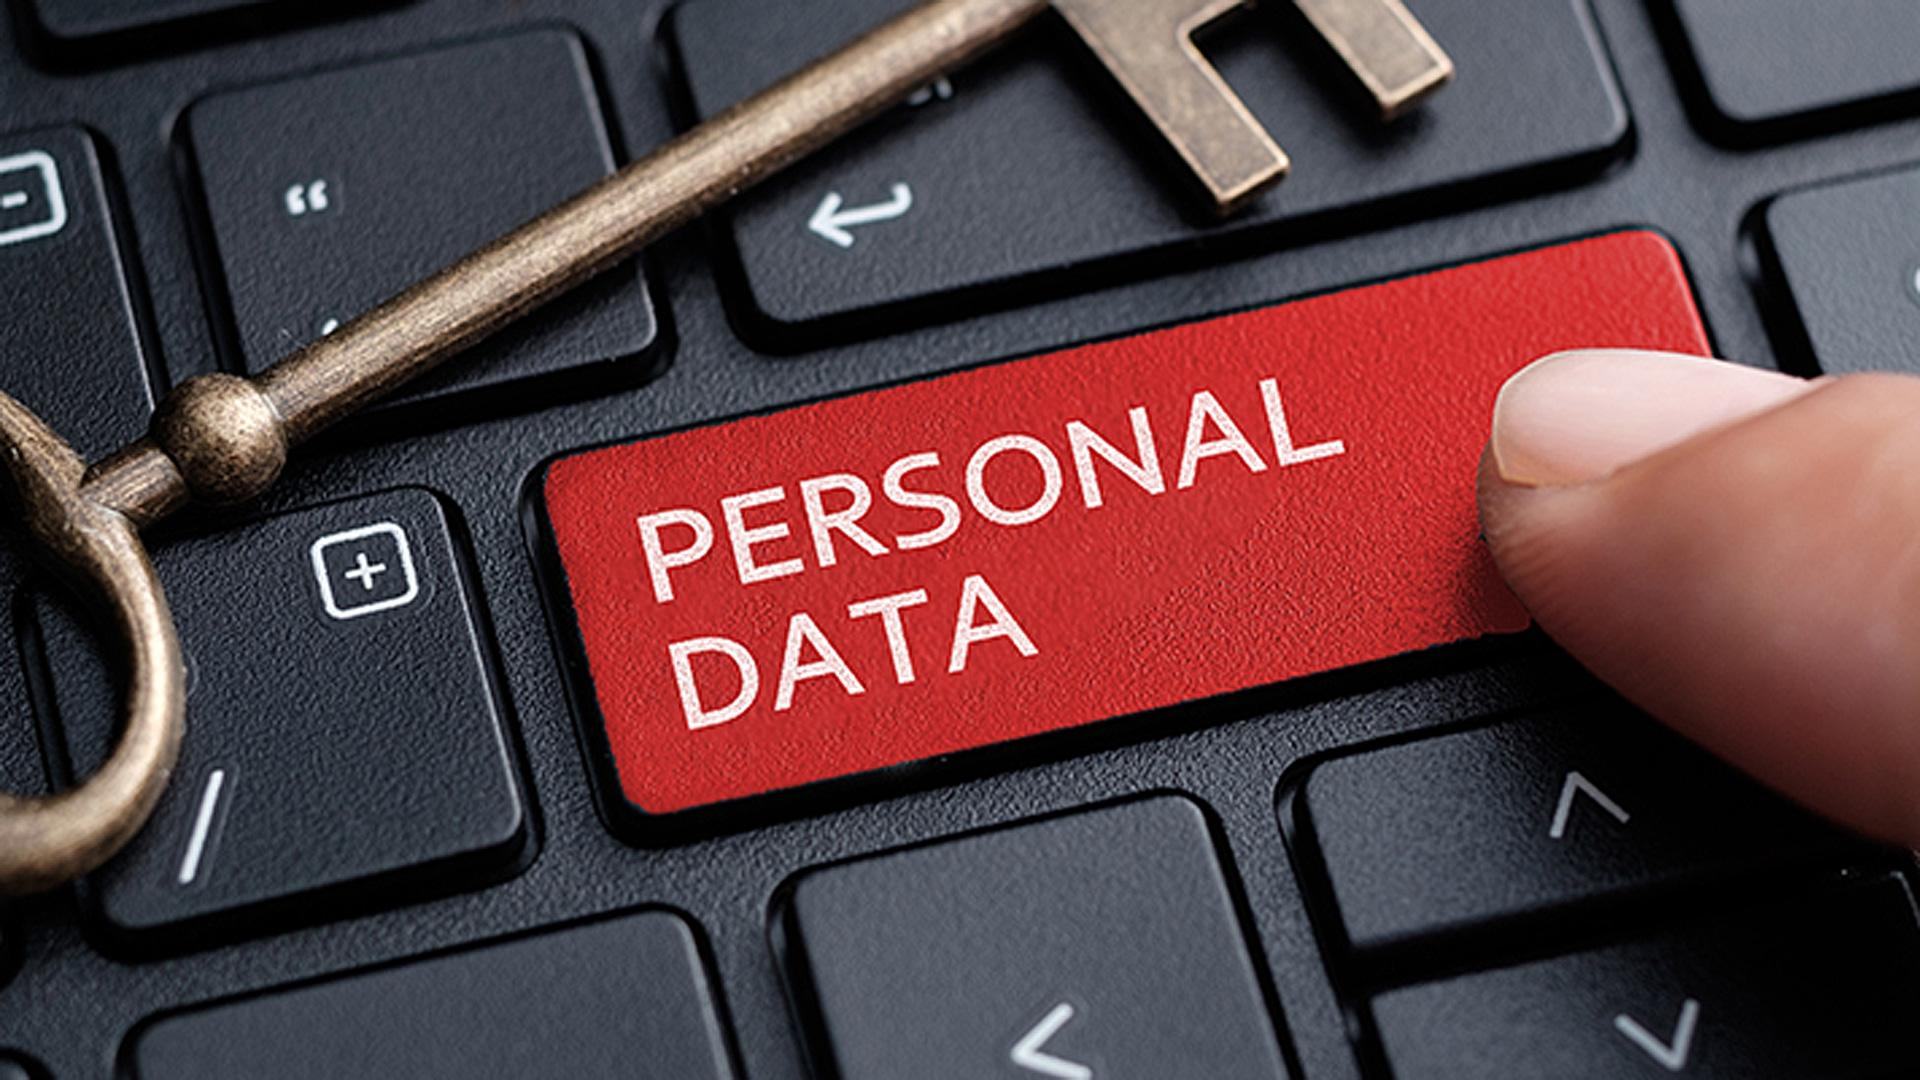 “
PERSONAL
DATA
+
/